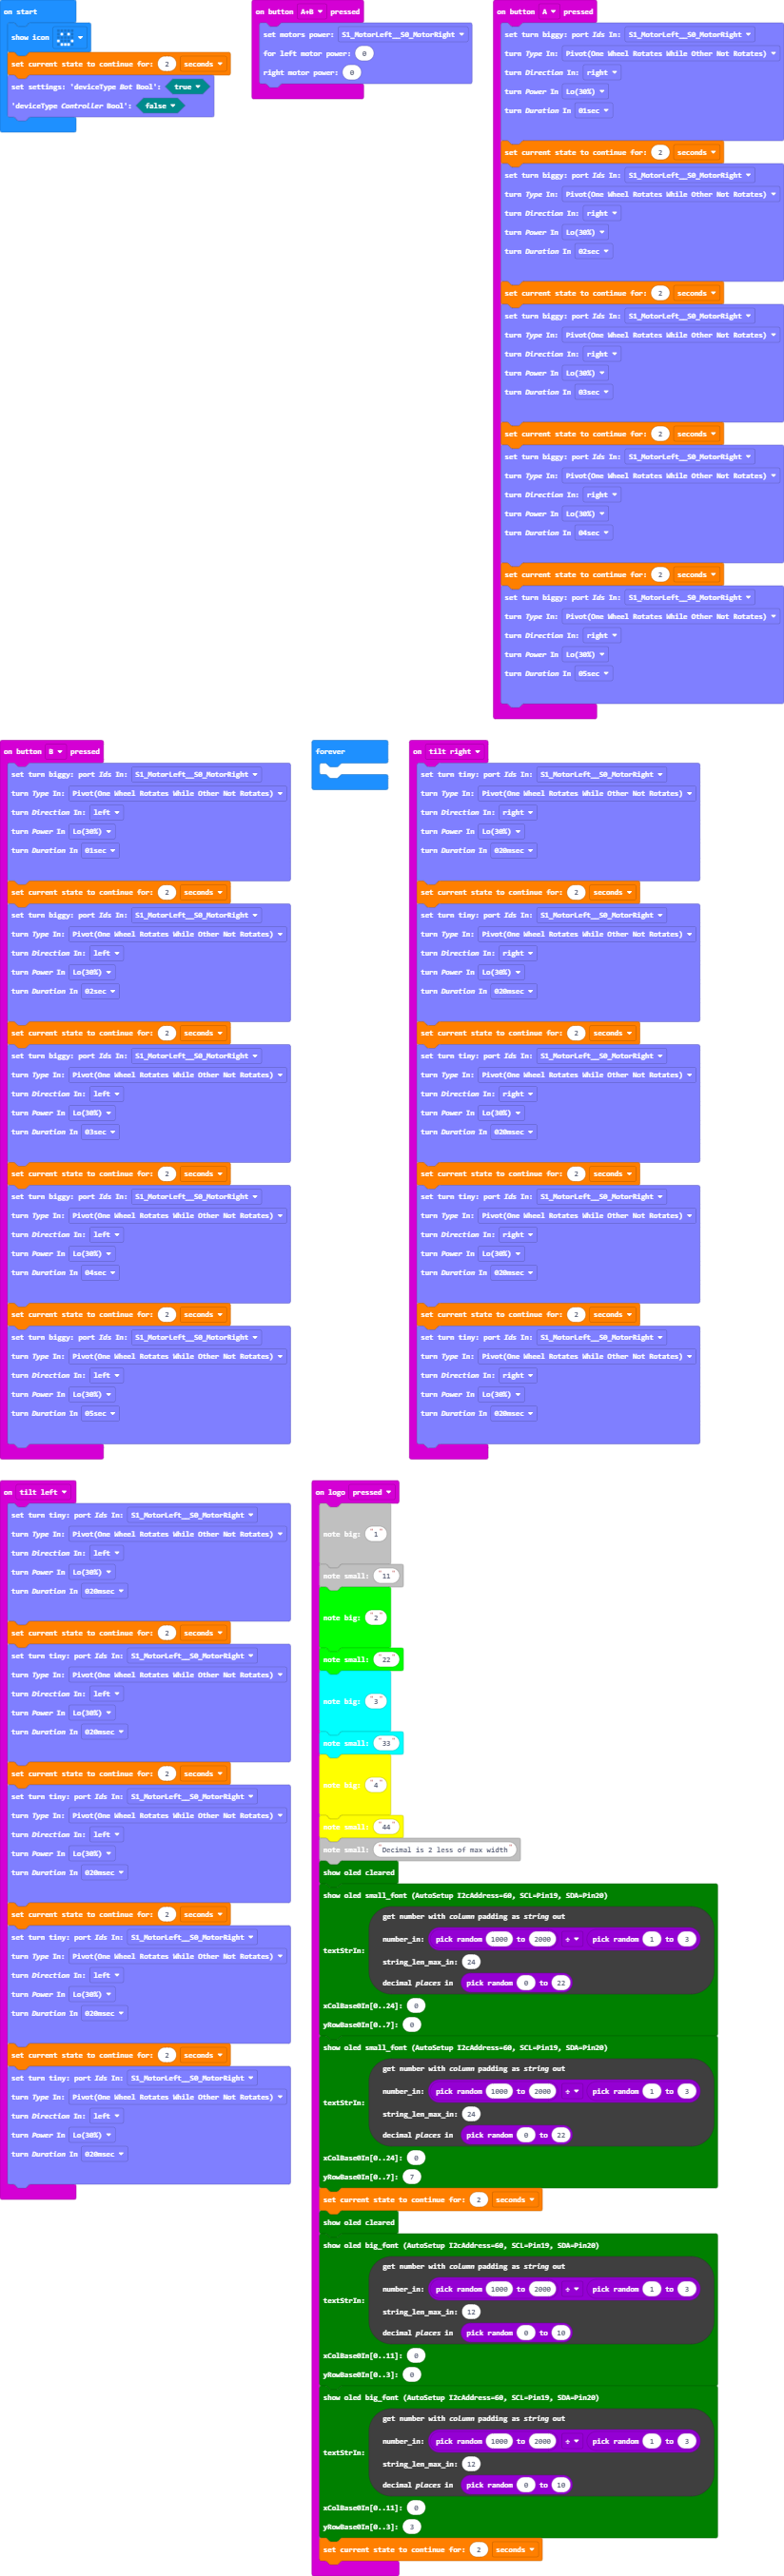 on start
show icon
set current state to continue for: 2 seconds
set settings: 'deviceType Bot Bool': true
'deviceType Controller Bool': false
on button A+B pressed
set motors power: S1_MotorLeft__S0_MotorRight
for left motor power: 0
right motor power: 0
on button A pressed
set turn biggy: port Ids In: S1_MotorLeft__S0_MotorRight
turn Type In: Pivot(One Wheel Rotates While Other Not Rotates)
turn Direction In: right
turn Power In Lo(30%)
turn Duration In 01sec
set current state to continue for: 2 seconds
set turn biggy: port Ids In: S1_MotorLeft__S0_MotorRight
turn Type In: Pivot(One Wheel Rotates While Other Not Rotates)
turn Direction In: right
turn Power In Lo(30%)
turn Duration In 02sec
set current state to continue for: 2 seconds
set turn biggy: port Ids In: S1_MotorLeft__S0_MotorRight
turn Type In: Pivot(One Wheel Rotates While Other Not Rotates)
turn Direction In: right
turn Power In Lo(30%)
turn Duration In 03sec
set current state to continue for: 2 seconds
set turn biggy: port Ids In: S1_MotorLeft__S0_MotorRight
turn Type In: Pivot(One Wheel Rotates While Other Not Rotates)
turn Direction In: right
turn Power In Lo(30%)
turn Duration In 04sec
set current state to continue for: 2 seconds
set turn biggy: port Ids In: S1_MotorLeft__S0_MotorRight
turn Type In: Pivot(One Wheel Rotates While Other Not Rotates)
turn Direction In: right
turn Power In Lo(30%)
turn Duration In 05sec
on button B pressed
set turn biggy: port Ids In: S1_MotorLeft__S0_MotorRight
turn Type In: Pivot(One Wheel Rotates While Other Not Rotates)
turn Direction In: left
turn Power In Lo(30%)
turn Duration In 01sec
set current state to continue for: 2 seconds
set turn biggy: port Ids In: S1_MotorLeft__S0_MotorRight
turn Type In: Pivot(One Wheel Rotates While Other Not Rotates)
turn Direction In: left
turn Power In Lo(30%)
turn Duration In 02sec
set current state to continue for: 2 seconds
set turn biggy: port Ids In: S1_MotorLeft__S0_MotorRight
turn Type In: Pivot(One Wheel Rotates While Other Not Rotates)
turn Direction In: left
turn Power In Lo(30%)
turn Duration In 03sec
set current state to continue for: 2 seconds
set turn biggy: port Ids In: S1_MotorLeft__S0_MotorRight
turn Type In: Pivot(One Wheel Rotates While Other Not Rotates)
turn Direction In: left
turn Power In Lo(30%)
turn Duration In 04sec
set current state to continue for: 2 seconds
set turn biggy: port Ids In: S1_MotorLeft__S0_MotorRight
turn Type In: Pivot(One Wheel Rotates While Other Not Rotates)
turn Direction In: left
turn Power In Lo(30%)
turn Duration In 05sec
forever
on tilt right
set turn tiny: port Ids In: S1_MotorLeft__S0_MotorRight
turn Type In: Pivot(One Wheel Rotates While Other Not Rotates)
turn Direction In: right
turn Power In Lo(30%)
turn Duration In 020msec
set current state to continue for: 2 seconds
set turn tiny: port Ids In: S1_MotorLeft__S0_MotorRight
turn Type In: Pivot(One Wheel Rotates While Other Not Rotates)
turn Direction In: right
turn Power In Lo(30%)
turn Duration In 020msec
set current state to continue for: 2 seconds
set turn tiny: port Ids In: S1_MotorLeft__S0_MotorRight
turn Type In: Pivot(One Wheel Rotates While Other Not Rotates)
turn Direction In: right
turn Power In Lo(30%)
turn Duration In 020msec
set current state to continue for: 2 seconds
set turn tiny: port Ids In: S1_MotorLeft__S0_MotorRight
turn Type In: Pivot(One Wheel Rotates While Other Not Rotates)
turn Direction In: right
turn Power In Lo(30%)
turn Duration In 020msec
set current state to continue for: 2 seconds
set turn tiny: port Ids In: S1_MotorLeft__S0_MotorRight
turn Type In: Pivot(One Wheel Rotates While Other Not Rotates)
turn Direction In: right
turn Power In Lo(30%)
turn Duration In 020msec
on tilt left
set turn tiny: port Ids In: S1_MotorLeft__S0_MotorRight
turn Type In: Pivot(One Wheel Rotates While Other Not Rotates)
turn Direction In: left
turn Power In Lo(30%)
turn Duration In 020msec
set current state to continue for: 2 seconds
set turn tiny: port Ids In: S1_MotorLeft__S0_MotorRight
turn Type In: Pivot(One Wheel Rotates While Other Not Rotates)
turn Direction In: left
turn Power In Lo(30%)
turn Duration In 020msec
set current state to continue for: 2 seconds
set turn tiny: port Ids In: S1_MotorLeft__S0_MotorRight
turn Type In: Pivot(One Wheel Rotates While Other Not Rotates)
turn Direction In: left
turn Power In Lo(30%)
turn Duration In 020msec
set current state to continue for: 2 seconds
set turn tiny: port Ids In: S1_MotorLeft__S0_MotorRight
turn Type In: Pivot(One Wheel Rotates While Other Not Rotates)
turn Direction In: left
turn Power In Lo(30%)
turn Duration In 020msec
set current state to continue for: 2 seconds
set turn tiny: port Ids In: S1_MotorLeft__S0_MotorRight
turn Type In: Pivot(One Wheel Rotates While Other Not Rotates)
turn Direction In: left
turn Power In Lo(30%)
turn Duration In 020msec
on logo pressed
note big: "1"
note small: "11"
note big: "2"
note small: "22"
note big: "3"
note small: "33"
note big: "4"
note small: "44"
note small: "Decimal is 2 less of max width"
show oled cleared
show oled small_font (AutoSetup I2cAddress=60, SCL=Pin19, SDA=Pin20)
get number with column padding as string out
number_in: pick random 1000 to 2000 ÷ pick random 1 to 3
textStrIn:
string_len_max_in: 24
decimal places in pick random 0 to 22
xColBase0In[0..24]: 0
yRowBase0In[0..7]: 0
show oled small_font (AutoSetup I2cAddress=60, SCL=Pin19, SDA=Pin20)
get number with column padding as string out
number_in: pick random 1000 to 2000 ÷ pick random 1 to 3
textStrIn:
string_len_max_in: 24
decimal places in pick random 0 to 22
xColBase0In[0..24]: 0
yRowBase0In[0..7]: 7
set current state to continue for: 2 seconds
show oled cleared
show oled big_font (AutoSetup I2cAddress=60, SCL=Pin19, SDA=Pin20)
get number with column padding as string out
number_in: pick random 1000 to 2000 ÷ pick random 1 to 3
textStrIn:
string_len_max_in: 12
decimal places in pick random 0 to 10
xColBase0In[0..11]: 0
yRowBase0In[0..3]: 0
show oled big_font (AutoSetup I2cAddress=60, SCL=Pin19, SDA=Pin20)
get number with column padding as string out
number_in: pick random 1000 to 2000 ÷ pick random 1 to 3
textStrIn:
string_len_max_in: 12
decimal places in pick random 0 to 10
xColBase0In[0..11]: 0
yRowBase0In[0..3]: 3
set current state to continue for: 2 seconds